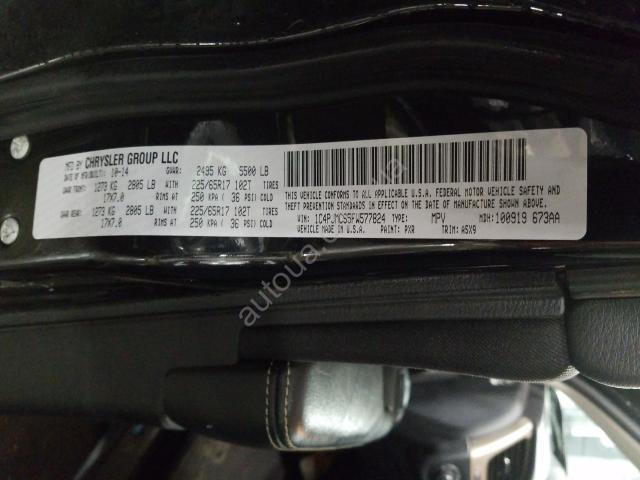 MFD BY CHRYSLER GROUP LLC
DATE OF MFR 10-14 GVWR: 2495 KG 5500 LB
GAWR FRONT: 1273 KG 2805 LB WITH 225/65R17 102T TIRES
17X7.0 RIMS AT 250 KPA ( 36 PSI) COLD
GAWR REAR: 1273 KG 2805 LB WITH 225/65R17 102T TIRES
17X7.0 RIMS AT 250 KPA ( 36 PSI) COLD
THIS VEHICLE CONFORMS TO ALL APPLICABLE U.S.A. FEDERAL MOTOR VEHICLE SAFETY AND
THEFT PREVENTION STANDARDS IN EFFECT ON THE DATE OF MANUFACTURE SHOWN ABOVE.
VIN: 1C4PJMCS5FW577824 TYPE: MPV MDH: 100919 673AA
VEHICLE MADE IN U.S.A. PAINT: PXR TRIM: A5X9